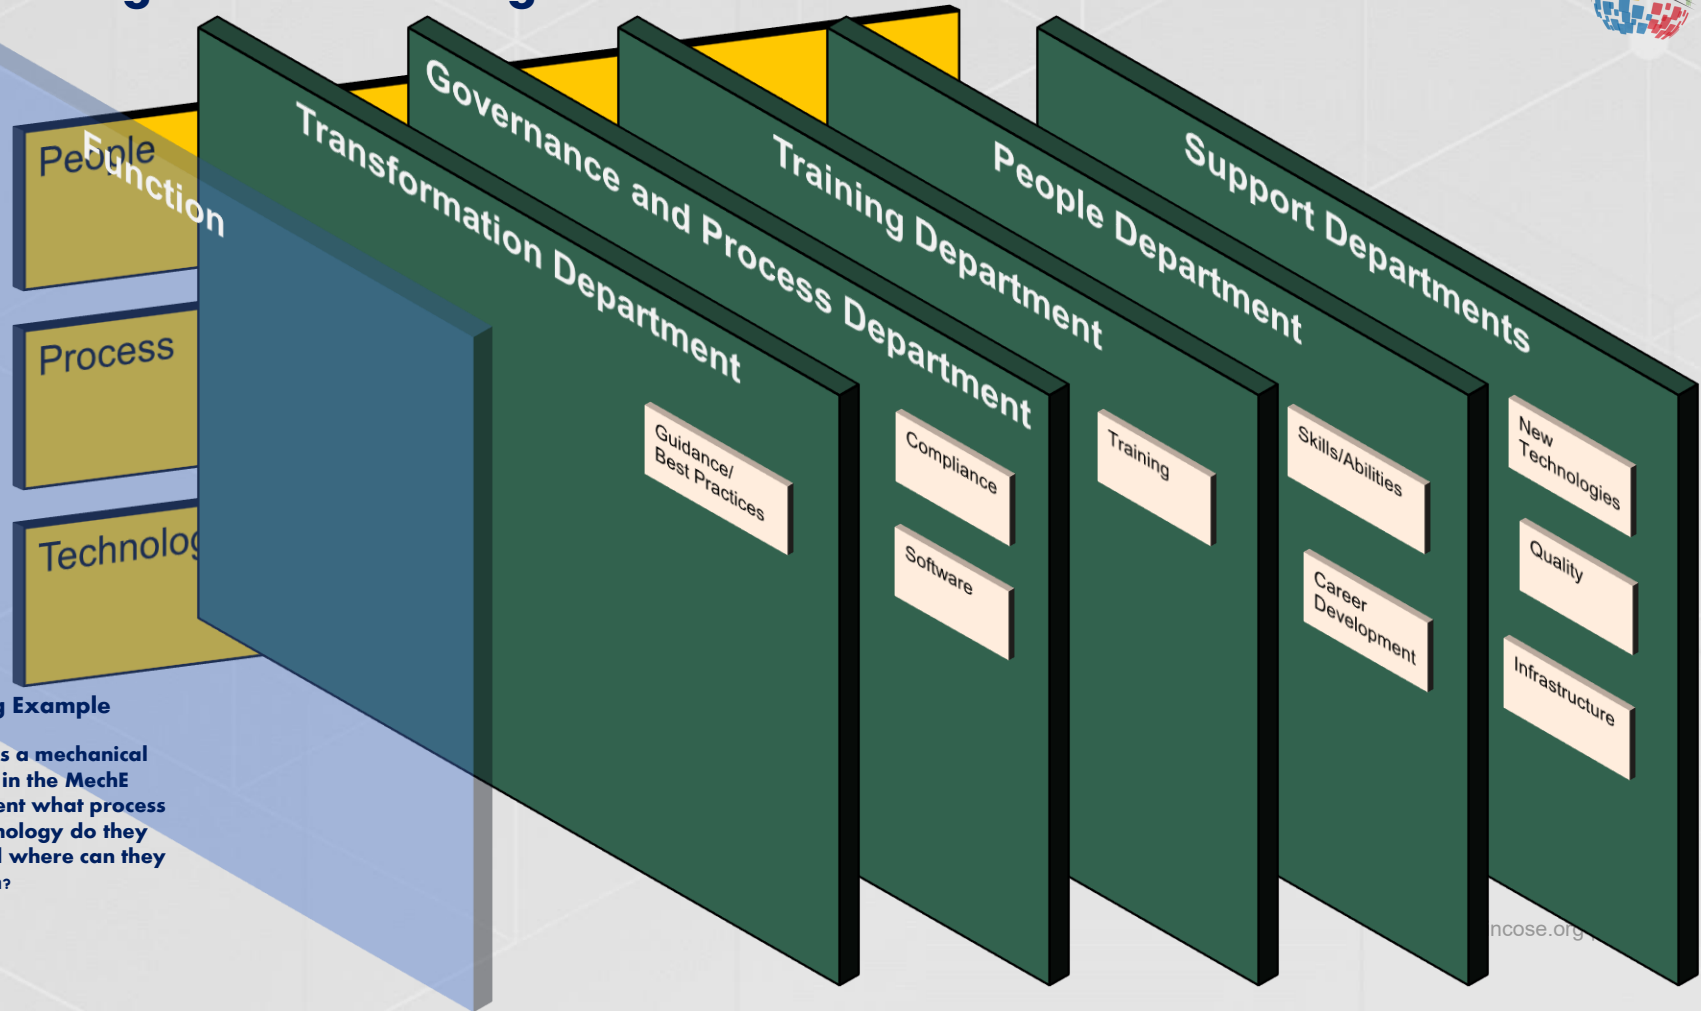 People
Function
Process
Technolog
Transformation Department
Governance and Process Department
Training Department
People Department
Support Departments
Guidance/
Best Practices
Compliance
Software
Training
Skills/Abilities
Career
Development
New
Technologies
Quality
Infrastructure
g Example
s a mechanical
in the MechE
ent what process
nology do they
where can they
?
ncose.org